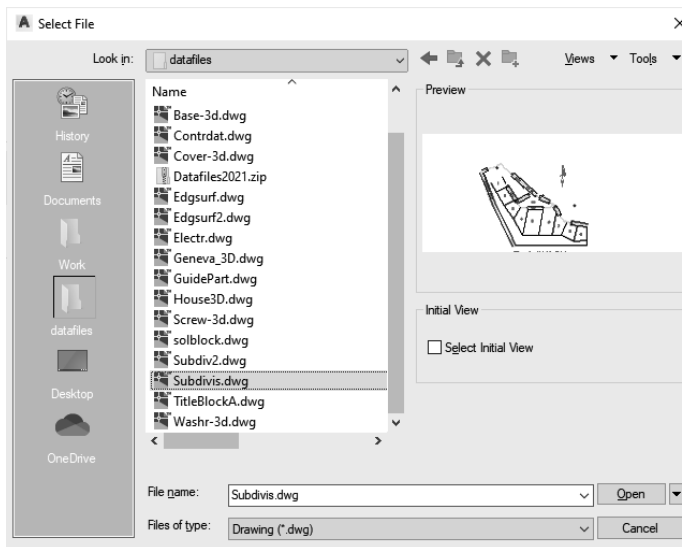 Select File
Look in: datafiles Views Tools
Name
Preview
History
Documents
Work
datafiles
Desktop
OneDrive
Base-3d.dwg
Contrdat.dwg
Cover-3d.dwg
Datafiles2021.zip
Edgsurf.dwg
Edgsurf2.dwg
Electr.dwg
Geneva_3D.dwg
GuidePart.dwg
House3D.dwg
Screw-3d.dwg
solblock.dwg
Subdiv2.dwg
Subdivis.dwg
TitleBlockA.dwg
Washr-3d.dwg
Initial View
Select Initial View
File name: Subdivis.dwg Open
Files of type: Drawing (*.dwg) Cancel